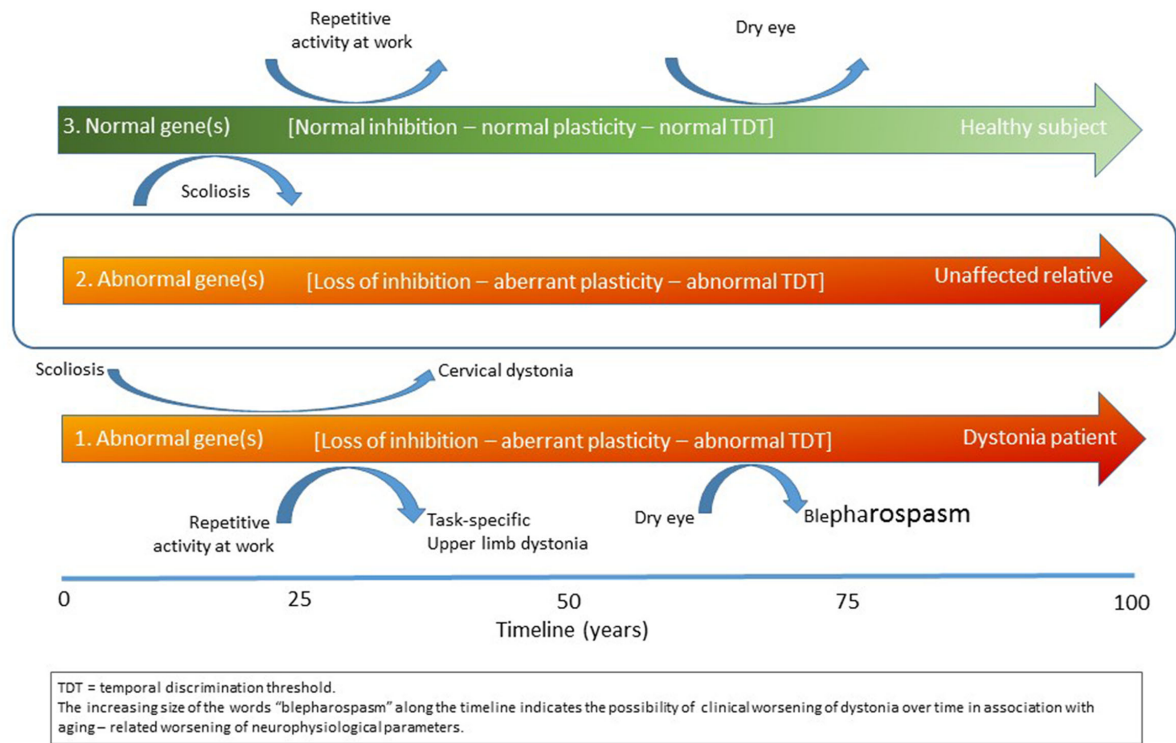 Repetitive
activity at work
Dry eye
3. Normal gene(s)
[Normal inhibition – normal plasticity – normal TDT]
Healthy subject
Scoliosis
2. Abnormal gene(s)
[Loss of inhibition – aberrant plasticity – abnormal TDT]
Unaffected relative
Scoliosis
Cervical dystonia
1. Abnormal gene(s)
[Loss of inhibition – aberrant plasticity – abnormal TDT]
Dystonia patient
Repetitive
activity at work
Task-specific
Upper limb dystonia
Dry eye
Blepharospasm
0
25
50
75
100
Timeline (years)
TDT = temporal discrimination threshold.
The increasing size of the words “blepharospasm” along the timeline indicates the possibility of clinical worsening of dystonia over time in association with
aging – related worsening of neurophysiological parameters.